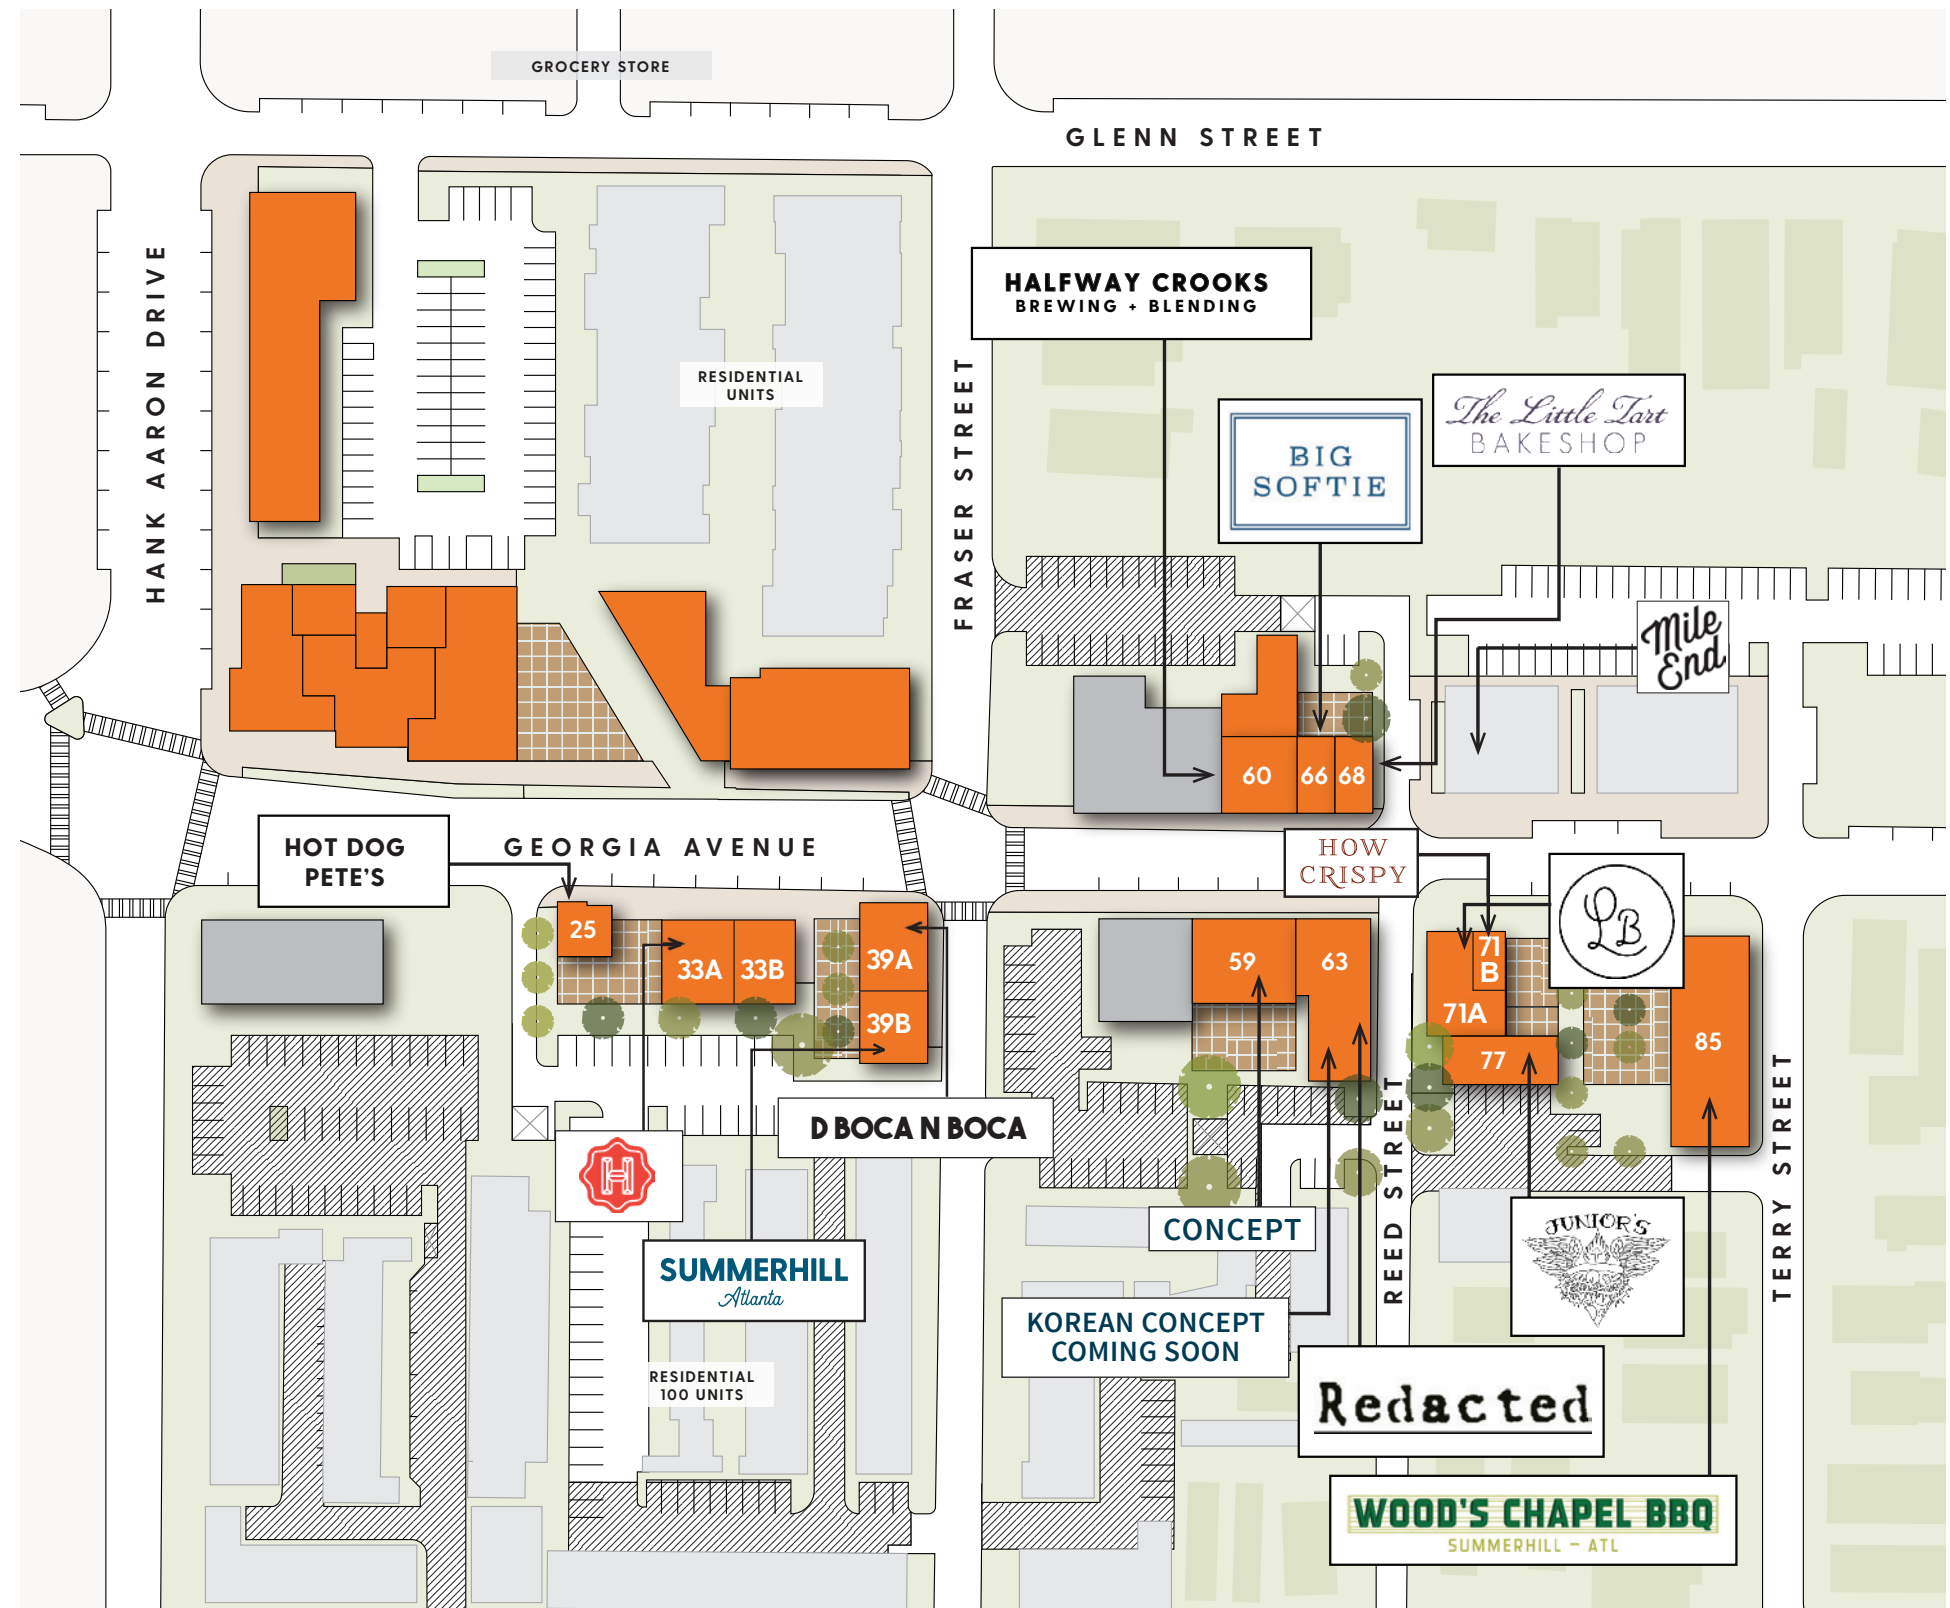 GROCERY STORE
GLENN STREET
HANK AARON DRIVE
HALFWAY CROOKS
BREWING + BLENDING
RESIDENTIAL
UNITS
FRASER STREET
BIG
SOFTIE
The Little Tart
BAKESHOP
Mile
End
60
66
68
HOT DOG
PETE'S
GEORGIA AVENUE
HOW
CRISPY
LB
25
33A
33B
39A
39B
59
63
71
B
71A
77
85
D BOCA N BOCA
H
SUMMERHILL
Atlanta
CONCEPT
KOREAN CONCEPT
COMING SOON
REED STREET
JUNIOR'S
TERRY STREET
RESIDENTIAL
100 UNITS
Redacted
WOOD'S CHAPEL BBQ
SUMMERHILL – ATL